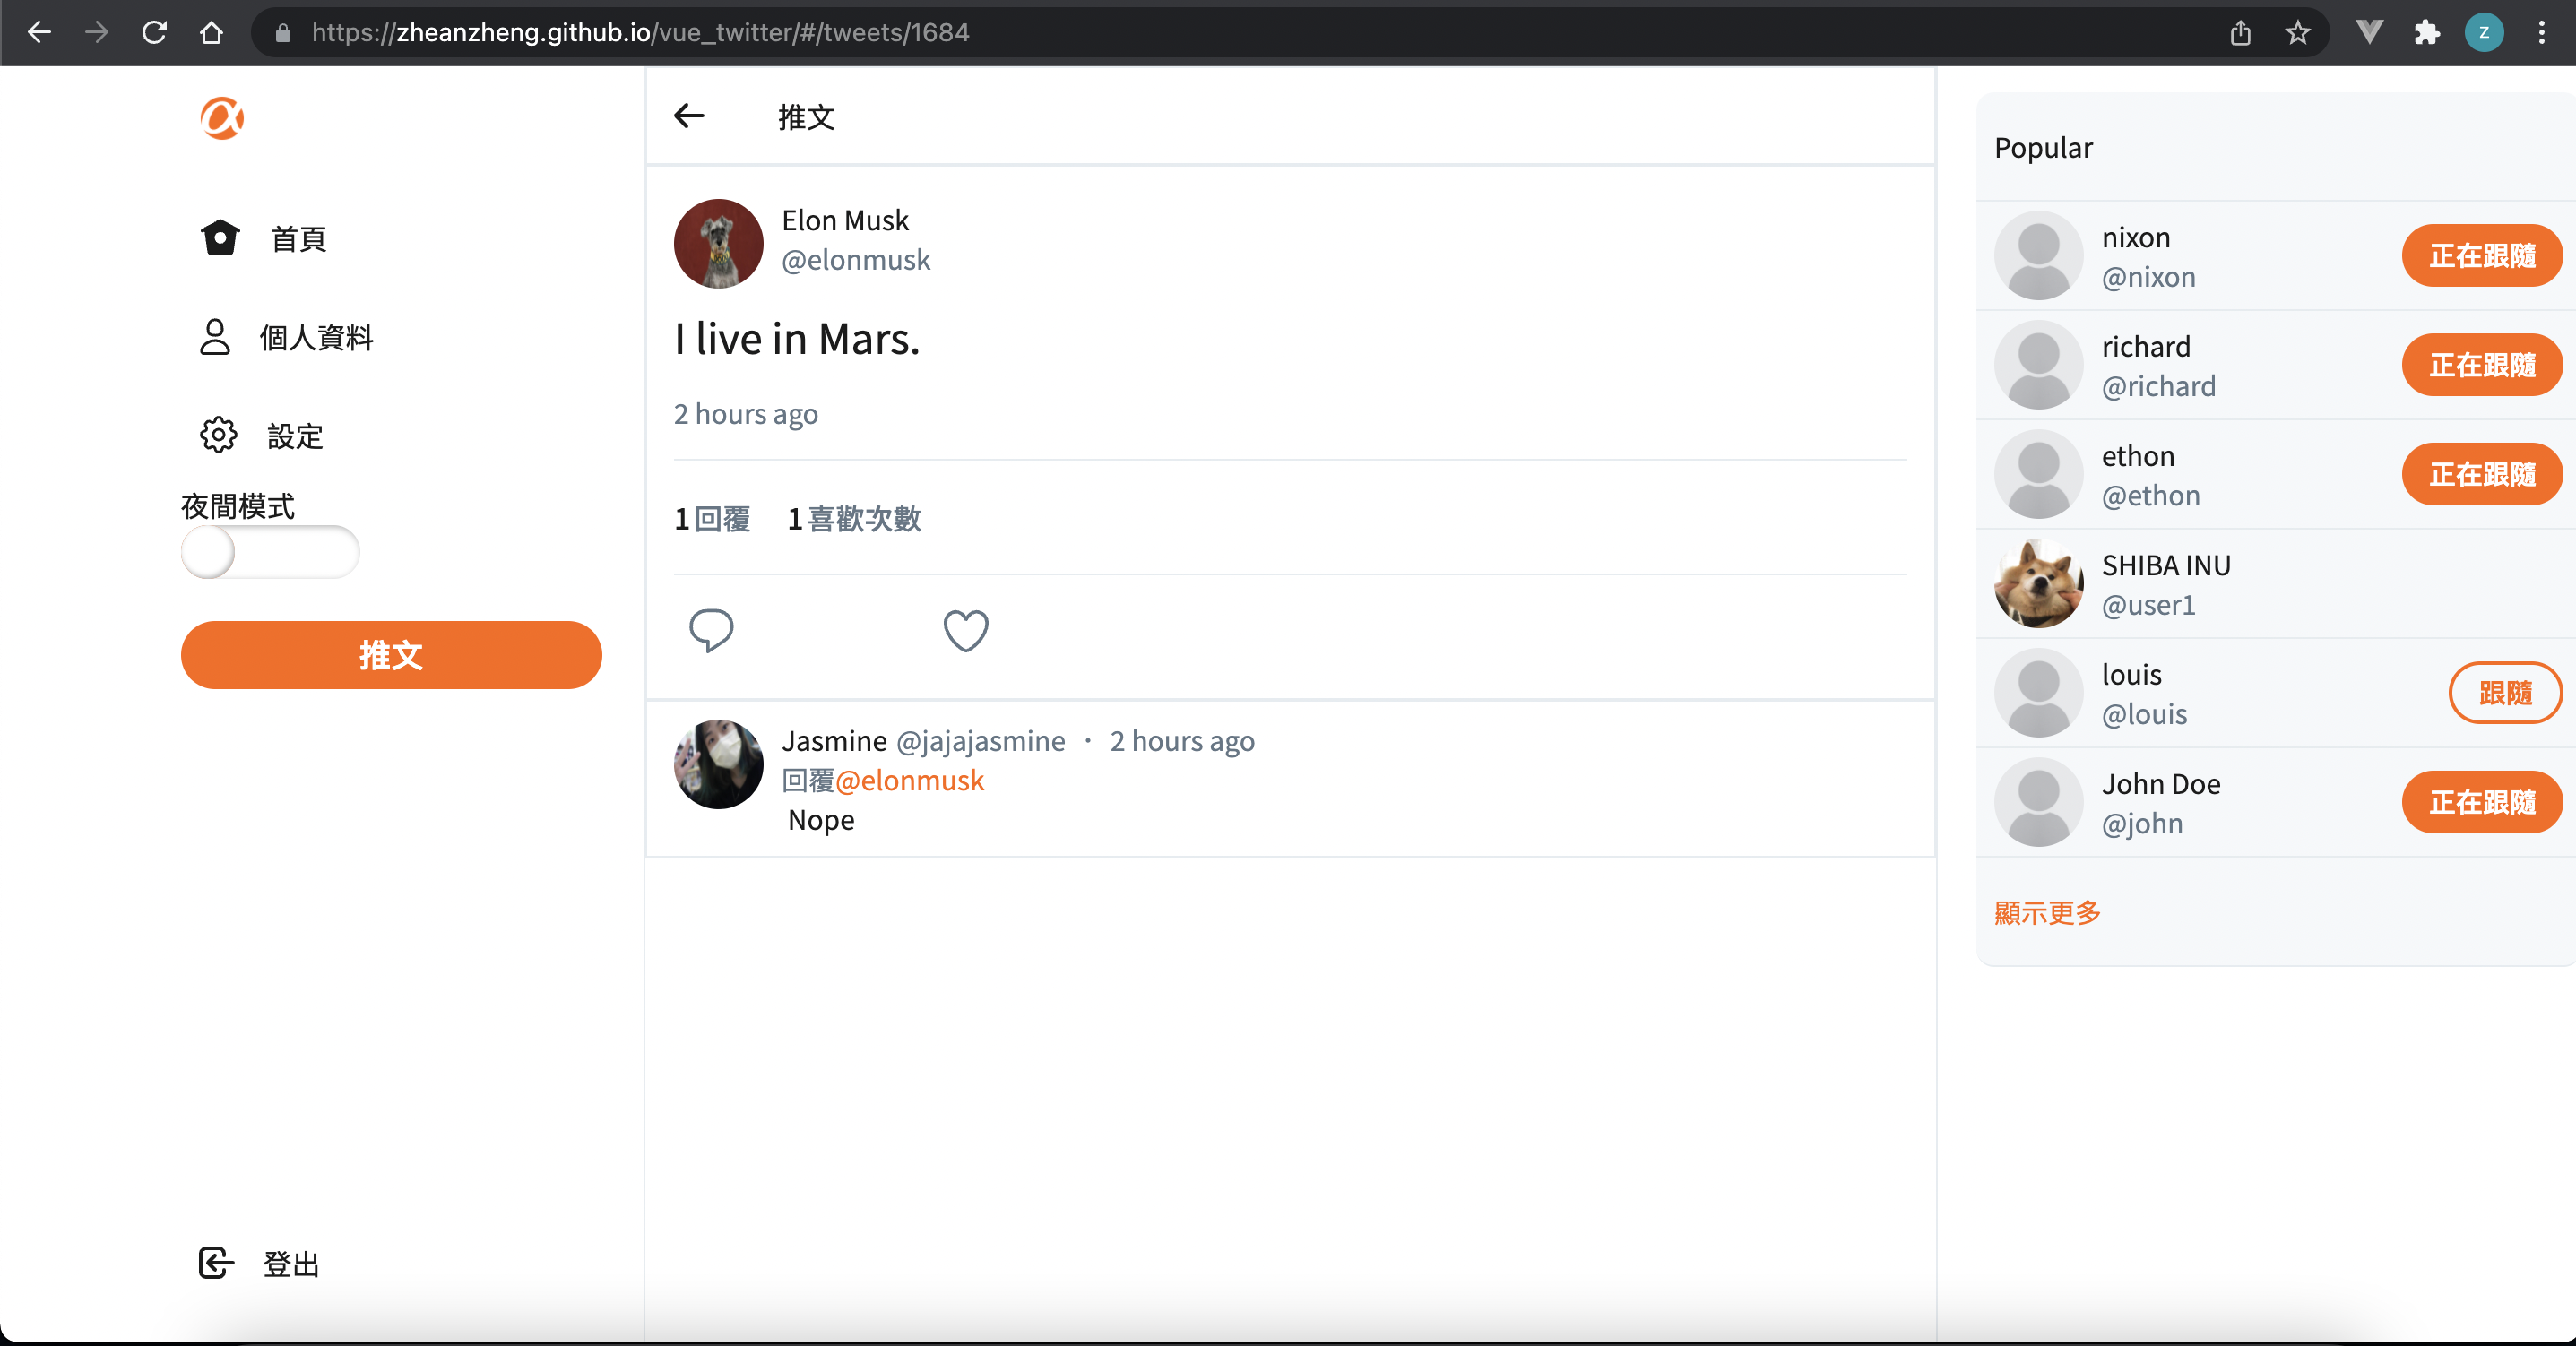 https://zheanzheng.github.io/vue_twitter/#/tweets/1684
Z
首頁
個人資料
設定
夜間模式
推文
登出
推文
Elon Musk
@elonmusk
I live in Mars.
2 hours ago
1 回覆 1 喜歡次數
Jasmine @jajajasmine · 2 hours ago
回覆@elonmusk
Nope
Popular
nixon
@nixon
正在跟隨
richard
@richard
正在跟隨
ethon
@ethon
正在跟隨
SHIBA INU
@user1
louis
@louis
跟隨
John Doe
@john
正在跟隨
顯示更多